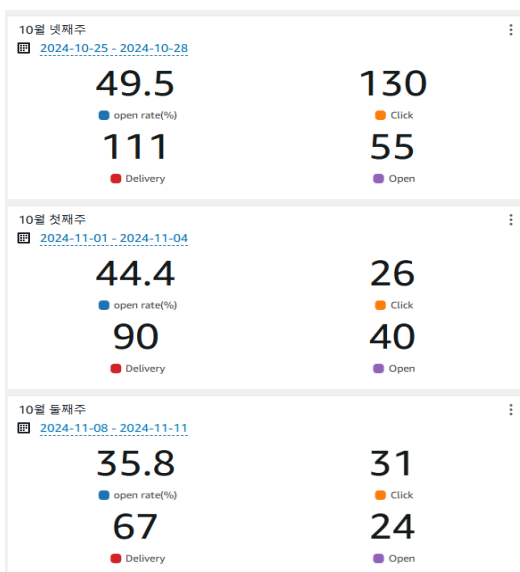 10월 넷째주
2024-10-25 - 2024-10-28
49.5 130
open rate(%) Click
111 55
Delivery Open
10월 첫째주
2024-11-01 - 2024-11-04
44.4 26
open rate(%) Click
90 40
Delivery Open
10월 둘째주
2024-11-08 - 2024-11-11
35.8 31
open rate(%) Click
67 24
Delivery Open